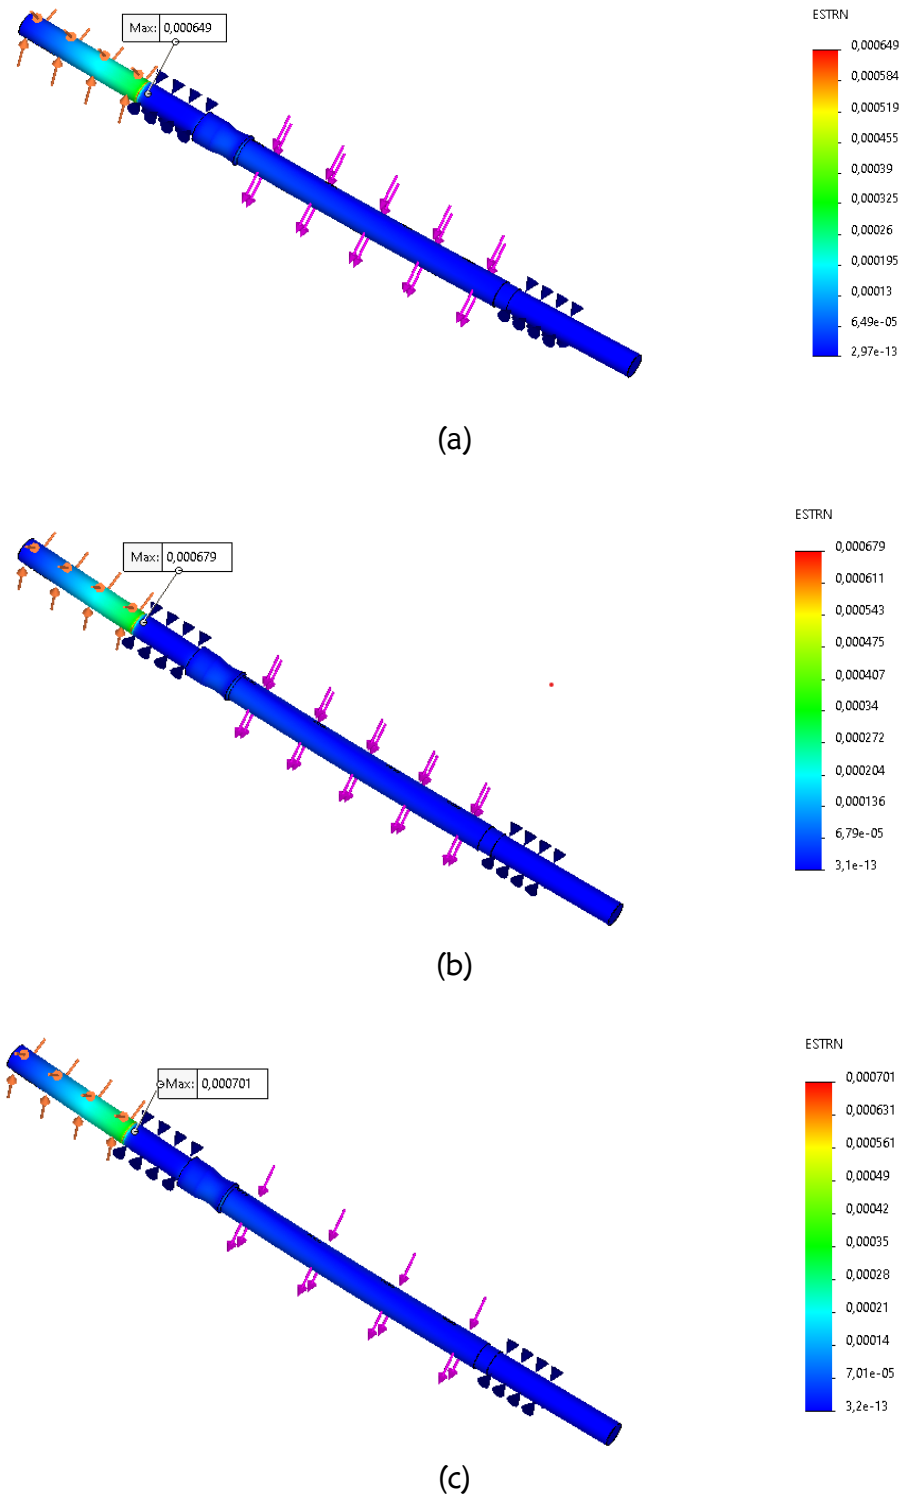 ESTRN
Max: 0,000649
0,000649
0,000584
0,000519
0,000455
0,00039
0,000325
0,00026
0,000195
0,00013
6,49e-05
2,97e-13
(a)
ESTRN
Max: 0,000679
0,000679
0,000611
0,000543
0,000475
0,000407
0,00034
0,000272
0,000204
0,000136
6,79e-05
3,1e-13
(b)
ESTRN
Max: 0,000701
0,000701
0,000631
0,000561
0,00049
0,00042
0,00035
0,00028
0,00021
0,00014
7,01e-05
3,2e-13
(c)